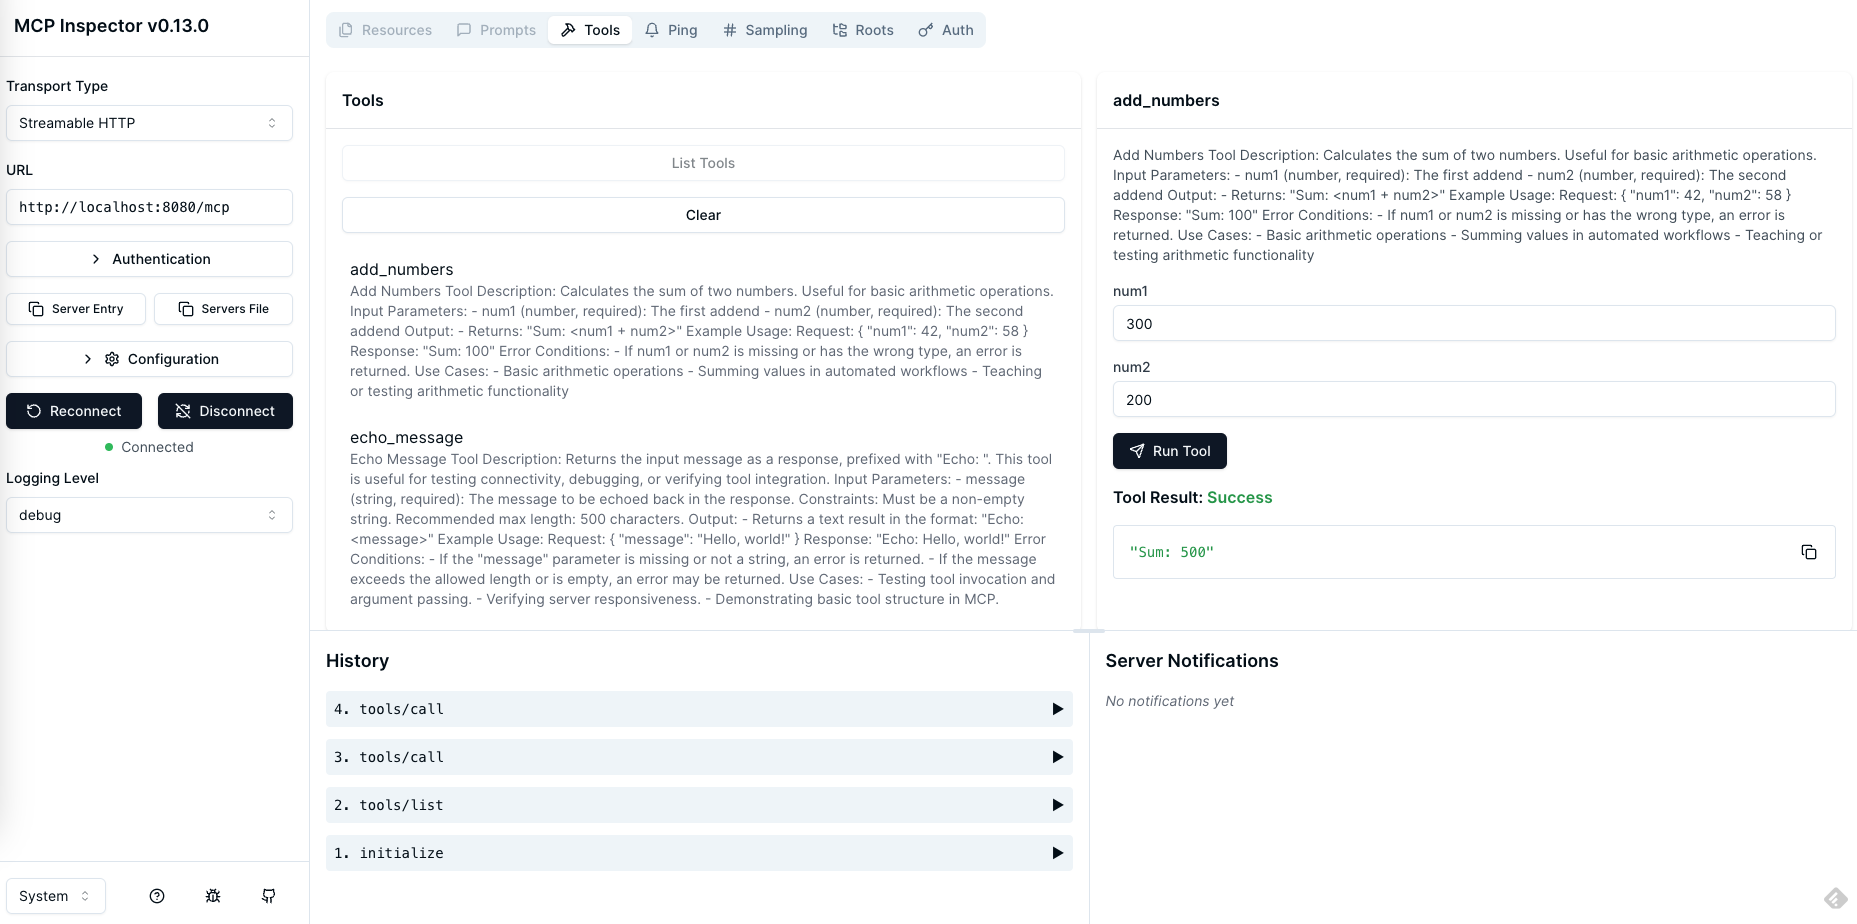 MCP Inspector v0.13.0
Transport Type
Streamable HTTP
URL
http://localhost:8080/mcp
Authentication
Server Entry
Servers File
Configuration
Reconnect
Disconnect
Connected
Logging Level
debug
System
Resources
Prompts
Tools
Ping
Sampling
Roots
Auth
Tools
List Tools
Clear
add_numbers
Add Numbers Tool Description: Calculates the sum of two numbers. Useful for basic arithmetic operations.
Input Parameters: - num1 (number, required): The first addend - num2 (number, required): The second
addend Output: - Returns: "Sum: <num1 + num2>" Example Usage: Request: { "num1": 42, "num2": 58 }
Response: "Sum: 100" Error Conditions: - If num1 or num2 is missing or has the wrong type, an error is
returned. Use Cases: - Basic arithmetic operations - Summing values in automated workflows - Teaching
or testing arithmetic functionality
echo_message
Echo Message Tool Description: Returns the input message as a response, prefixed with "Echo: ". This tool
is useful for testing connectivity, debugging, or verifying tool integration. Input Parameters: - message
(string, required): The message to be echoed back in the response. Constraints: Must be a non-empty
string. Recommended max length: 500 characters. Output: - Returns a text result in the format: "Echo:
<message>" Example Usage: Request: { "message": "Hello, world!" } Response: "Echo: Hello, world!" Error
Conditions: - If the "message" parameter is missing or not a string, an error is returned. - If the message
exceeds the allowed length or is empty, an error may be returned. Use Cases: - Testing tool invocation and
argument passing. - Verifying server responsiveness. - Demonstrating basic tool structure in MCP.
add_numbers
Add Numbers Tool Description: Calculates the sum of two numbers. Useful for basic arithmetic operations.
Input Parameters: - num1 (number, required): The first addend - num2 (number, required): The second
addend Output: - Returns: "Sum: <num1 + num2>" Example Usage: Request: { "num1": 42, "num2": 58 }
Response: "Sum: 100" Error Conditions: - If num1 or num2 is missing or has the wrong type, an error is
returned. Use Cases: - Basic arithmetic operations - Summing values in automated workflows - Teaching or
testing arithmetic functionality
num1
300
num2
200
Run Tool
Tool Result: Success
"Sum: 500"
History
4. tools/call
3. tools/call
2. tools/list
1. initialize
Server Notifications
No notifications yet